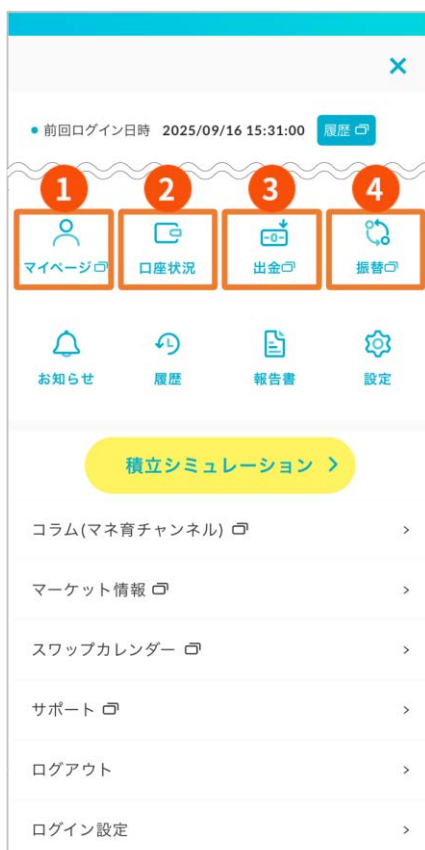 前回ログイン日時 2025/09/16 15:31:00 履歴
1 2 3 4
マイページ 口座状況 出金 振替
お知らせ 履歴 報告書 設定
積立シミュレーション
コラム(マネ育チャンネル)
マーケット情報
スワップカレンダー
サポート
ログアウト
ログイン設定